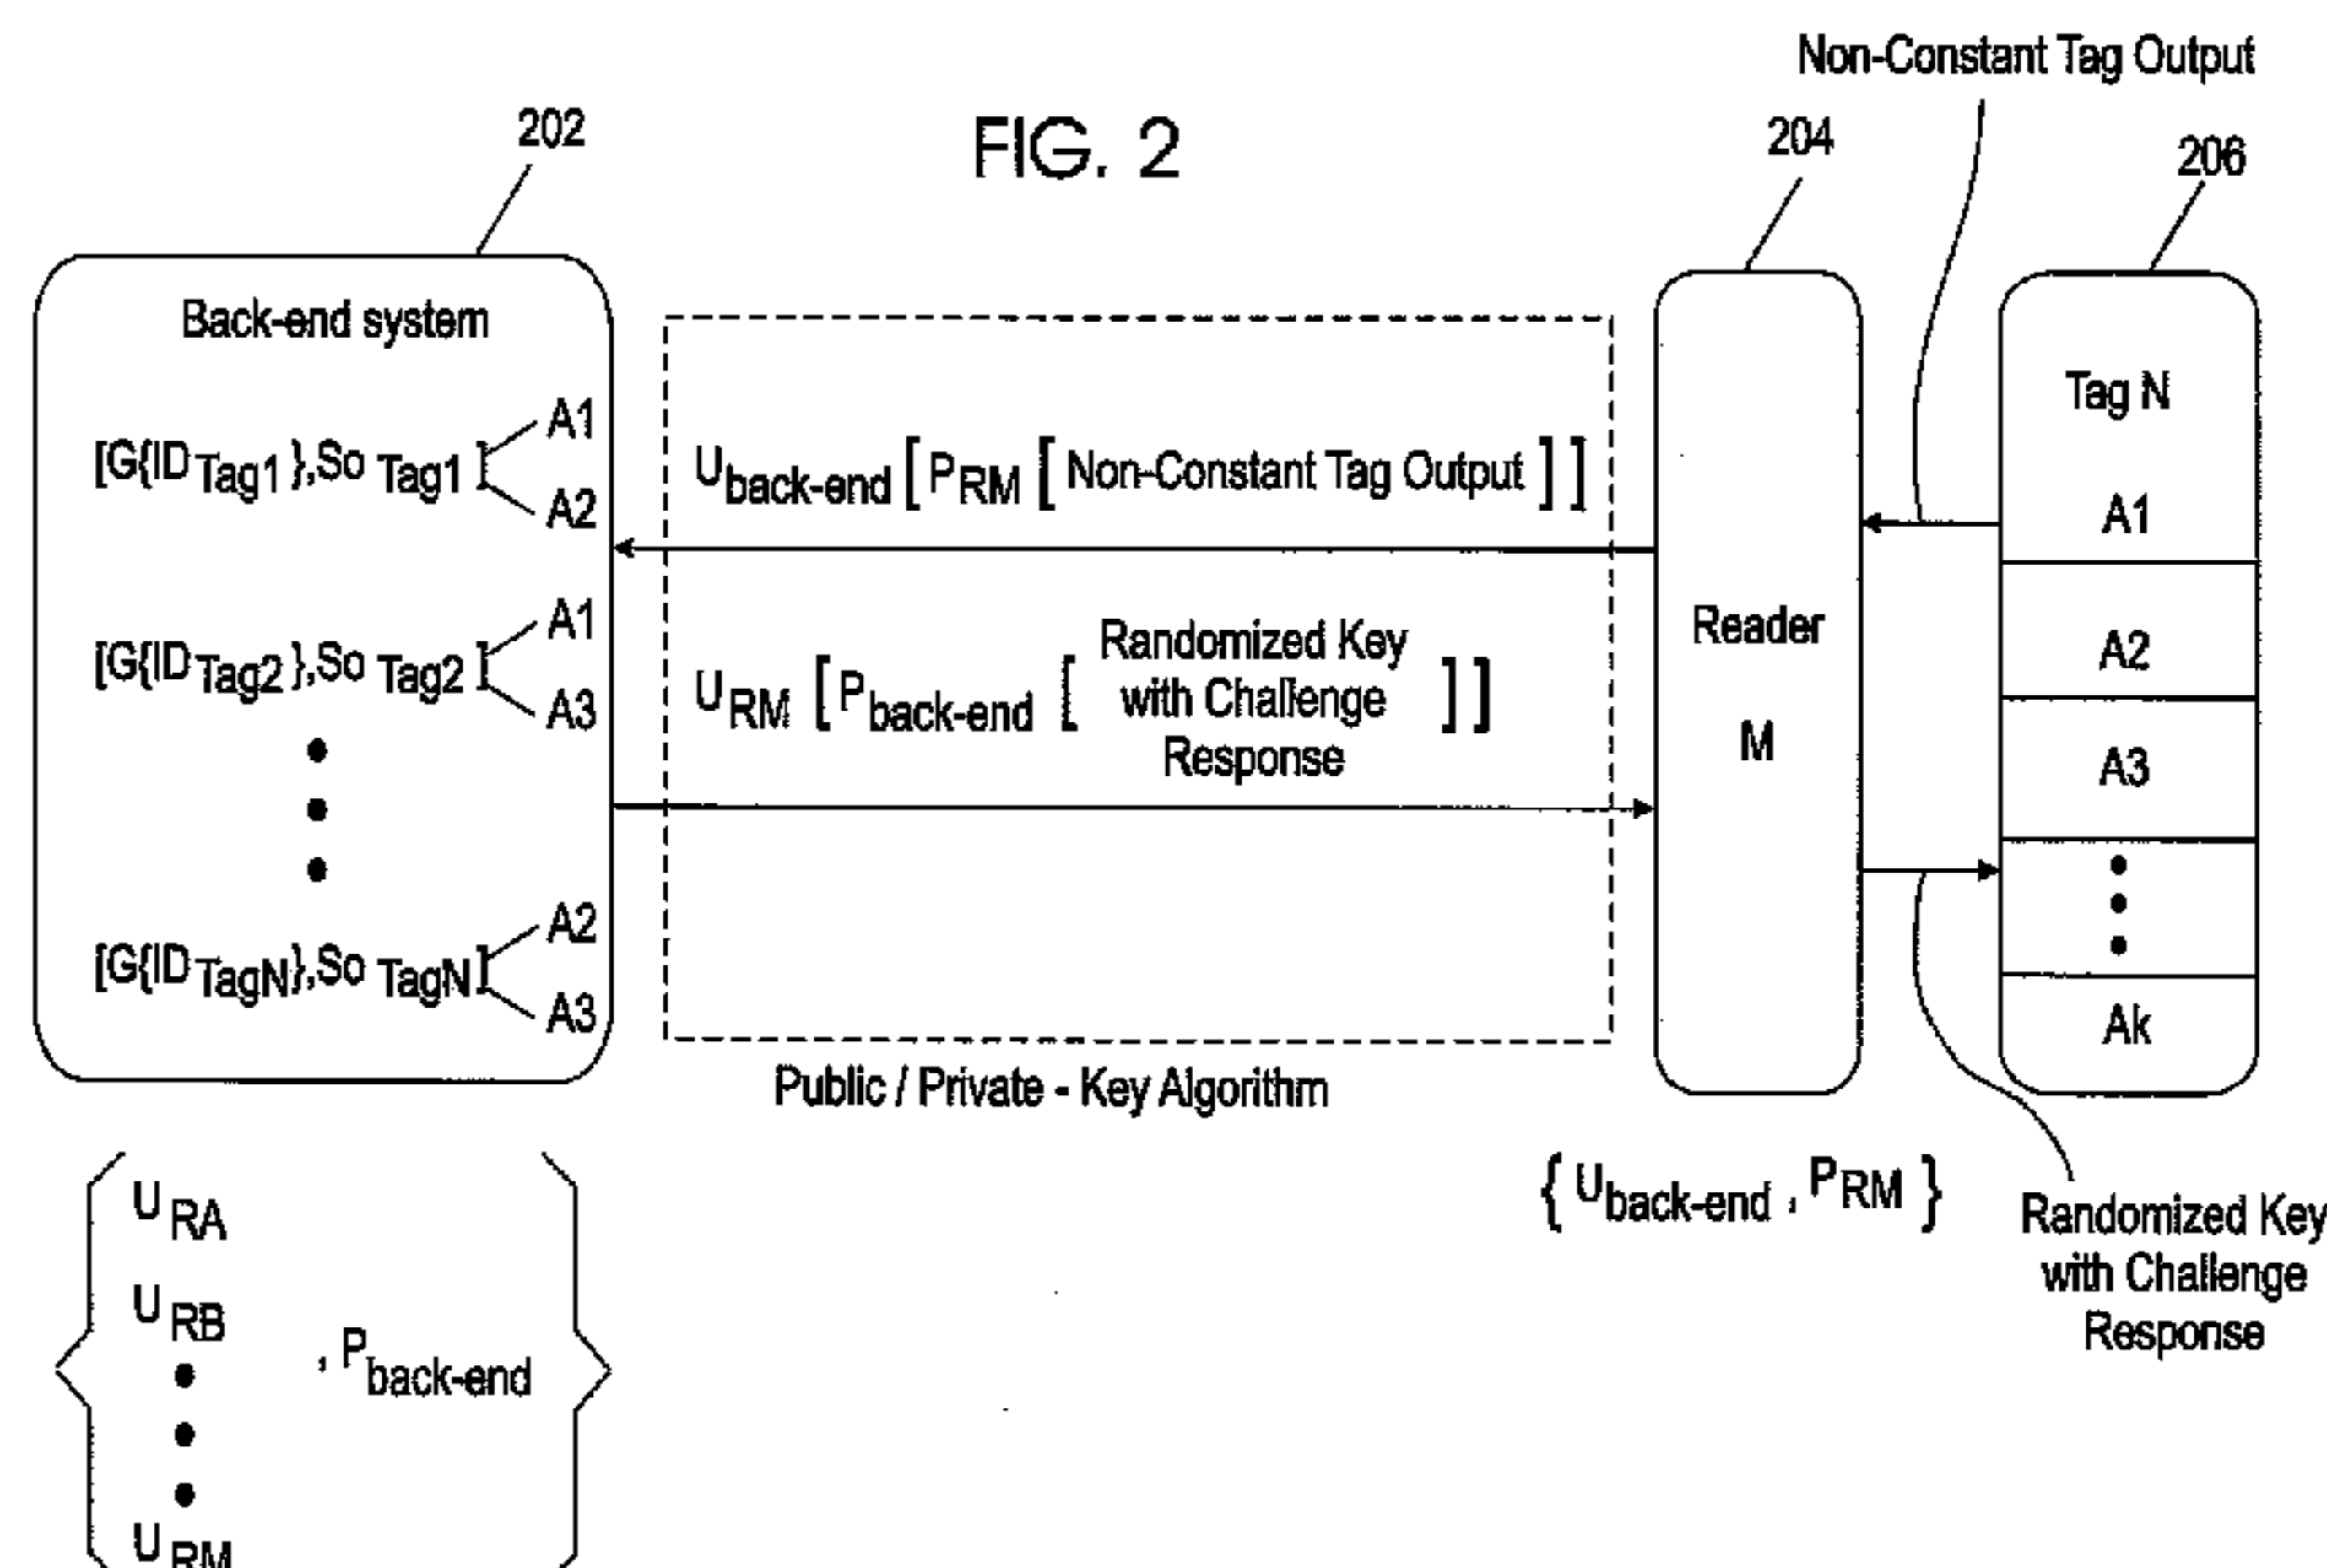 Non-Constant Tag Output
202
FIG. 2
204
206
Back-end system
[G{ID Tag1 },So Tag1 ]
A1
A2
[G{ID Tag2 },So Tag2 ]
A1
A3
[G{ID TagN},So TagN]
A2
A3
U back-end [ P RM [ Non-Constant Tag Output ] ]
U RM [ P back-end [ Randomized Key
with Challenge
Response ] ]
Public / Private - Key Algorithm
Reader
M
Tag N
A1
A2
A3
Ak
{ U back-end , P RM }
Randomized Key
with Challenge
Response
U RA
U RB
, P back-end
U RM